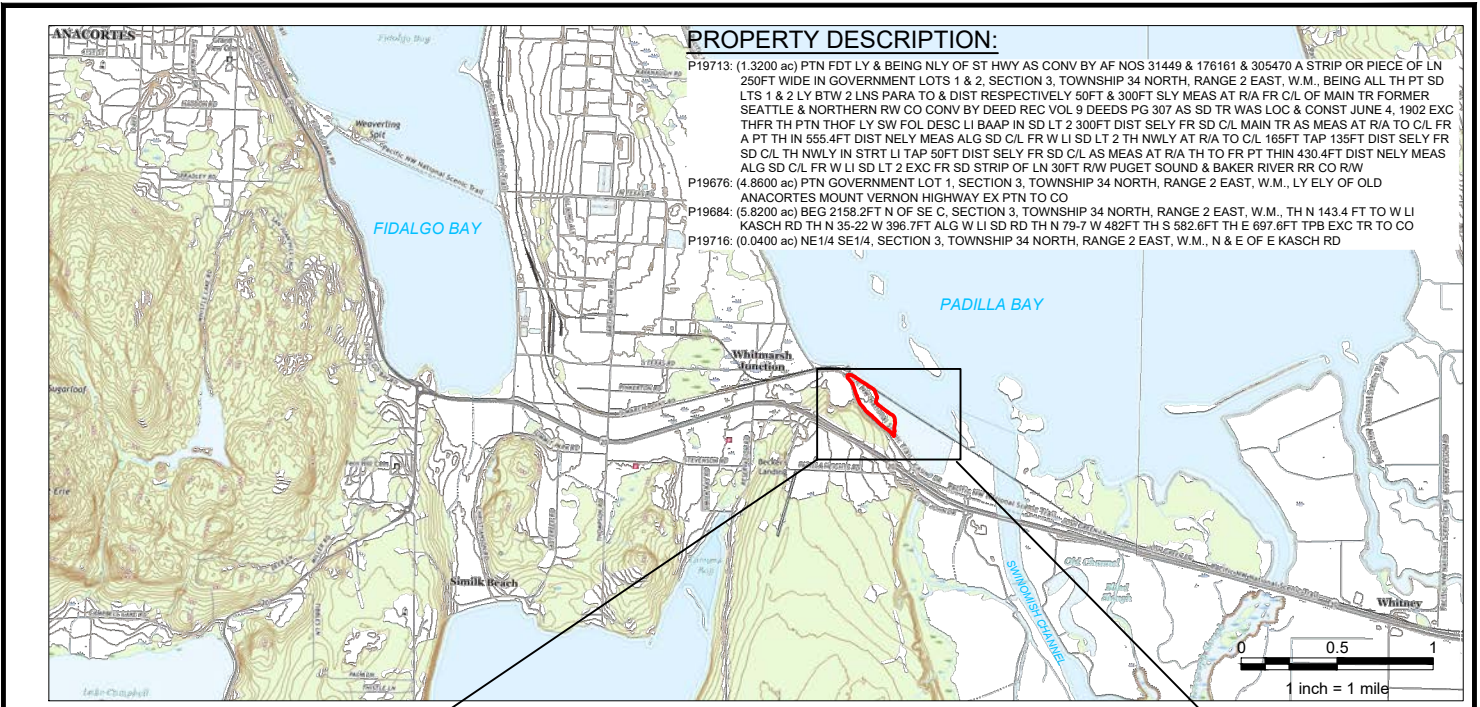 PROPERTY DESCRIPTION:
P19713: (1.3200 ac) PTN FDT LY & BEING NLY OF ST HWY AS CONV BY AF NOS 31449 & 176161 & 305470 A STRIP OR PIECE OF LN
250FT WIDE IN GOVERNMENT LOTS 1 & 2, SECTION 3, TOWNSHIP 34 NORTH, RANGE 2 EAST, W.M., BEING ALL TH PT SD
LTS 1 & 2 LY BTW 2 LNS PARA TO & DIST RESPECTIVELY 50FT & 300FT SLY MEAS AT R/A FR C/L OF MAIN TR FORMER
SEATTLE & NORTHERN RW CO CONV BY DEED REC VOL 9 DEEDS PG 307 AS SD TR WAS LOC & CONST JUNE 4, 1902 EXC
THFR TH PTN THOF LY SW FOL DESC LI BAAP IN SD LT 2 300FT DIST SELY FR SD C/L MAIN TR AS MEAS AT R/A TO C/L FR
A PT TH IN 555.4FT DIST NELY MEAS ALG SD C/L FR W LI SD LT 2 TH NWLY AT R/A TO C/L 165FT TAP 135FT DIST SELY FR
SD C/L TH NWLY IN STRT LI TAP 50FT DIST SELY FR SD C/L AS MEAS AT R/A TH TO FR PT THIN 430.4FT DIST NELY MEAS
ALG SD C/L FR W LI SD LT 2 EXC FR SD STRIP OF LN 30FT R/W PUGET SOUND & BAKER RIVER RR CO R/W
P19676: (4.8600 ac) PTN GOVERNMENT LOT 1, SECTION 3, TOWNSHIP 34 NORTH, RANGE 2 EAST, W.M., LY ELY OF OLD
ANACORTES MOUNT VERNON HIGHWAY EX PTN TO CO
P19684: (5.8200 ac) BEG 2158.2FT N OF SE C, SECTION 3, TOWNSHIP 34 NORTH, RANGE 2 EAST, W.M., TH N 143.4 FT TO W LI
KASCH RD TH N 35-22 W 396.7FT ALG W LI SD RD TH N 79-7 W 482FT TH S 582.6FT TH E 697.6FT TPB EXC TR TO CO
P19716: (0.0400 ac) NE1/4 SE1/4, SECTION 3, TOWNSHIP 34 NORTH, RANGE 2 EAST, W.M., N & E OF E KASCH RD
ANACORTES
Fidalgo Bay
Weaverling
Spit
Pacific NW National Scenic Trail
FIDALGO BAY
PADILLA BAY
Whitmarsh
Junction
Sugarloaf
Similk Beach
SWINOMISH CHANNEL
Old Channel
Whitney
Lake Campbell
0 0.5 1
1 inch = 1 mile